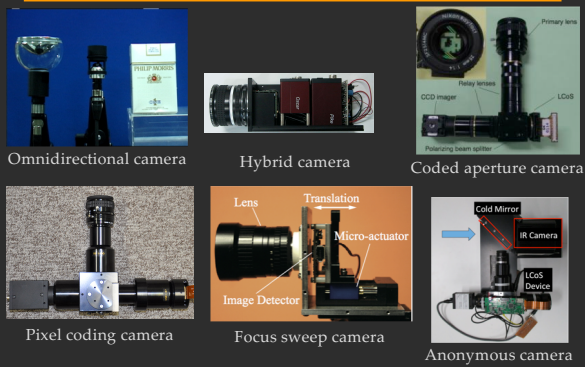 PHILIP MORRIS
Primary lens
Relay lenses
CCD imager
LCoS
Polarizing beam splitter
Omnidirectional camera
Hybrid camera
Coded aperture camera
Translation
Lens
Micro-actuator
Image Detector
Cold Mirror
IR Camera
LCoS
Device
Pixel coding camera
Focus sweep camera
Anonymous camera